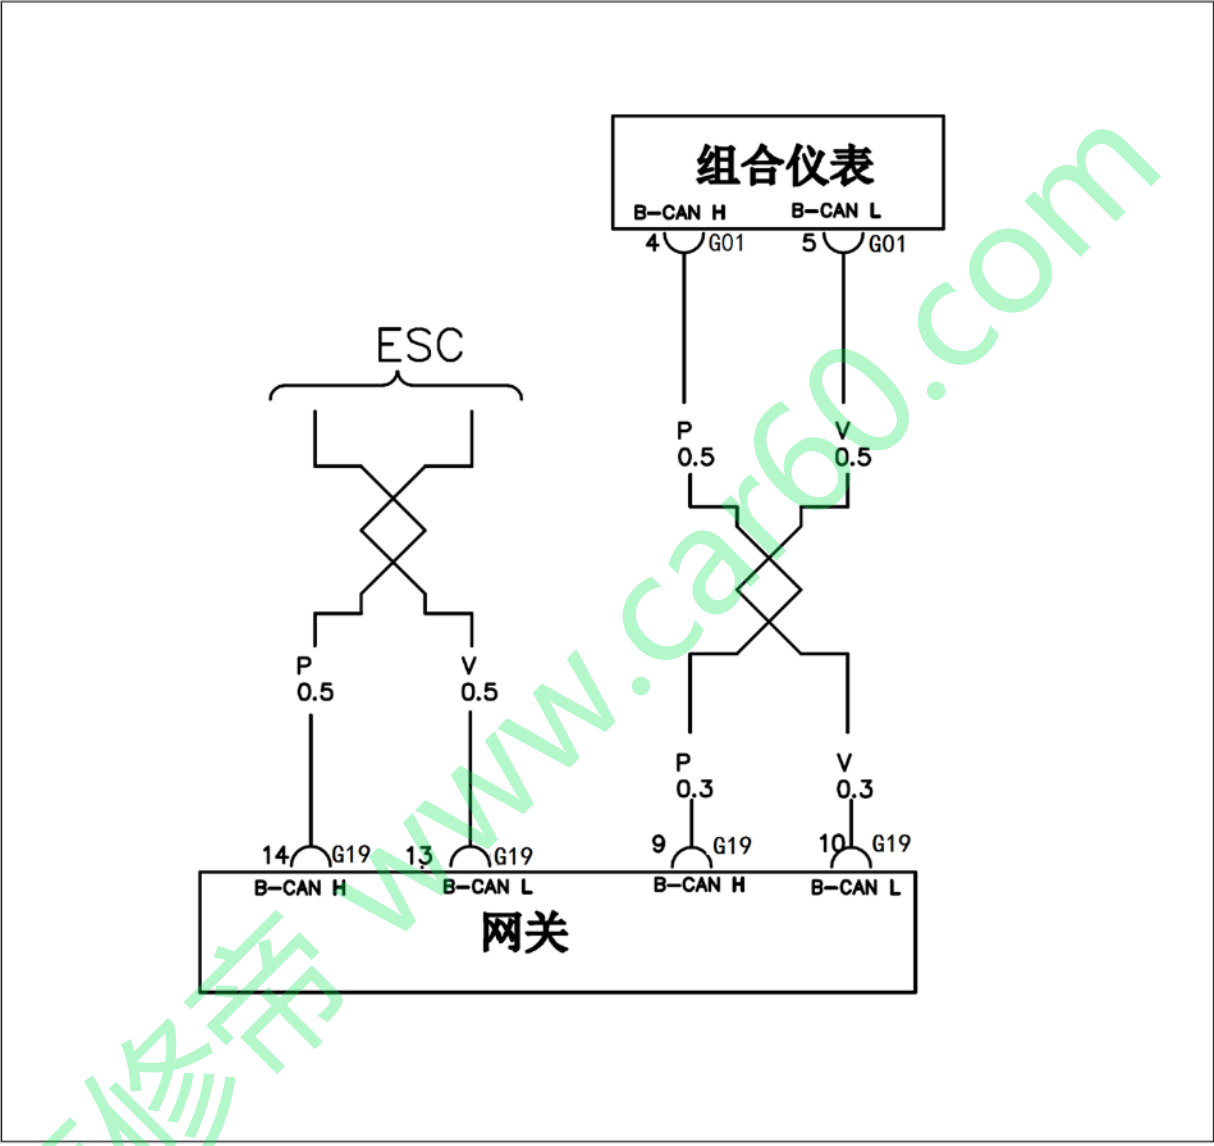 组合仪表
B-CAN H B-CAN L
4 G01 5 G01
ESC
P V
0.5 0.5
P V
0.5 0.5
P V
0.3 0.3
14 G19 13 G19 9 G19 10 G19
B-CAN H B-CAN L B-CAN H B-CAN L
网关
修帝 www.car60.com